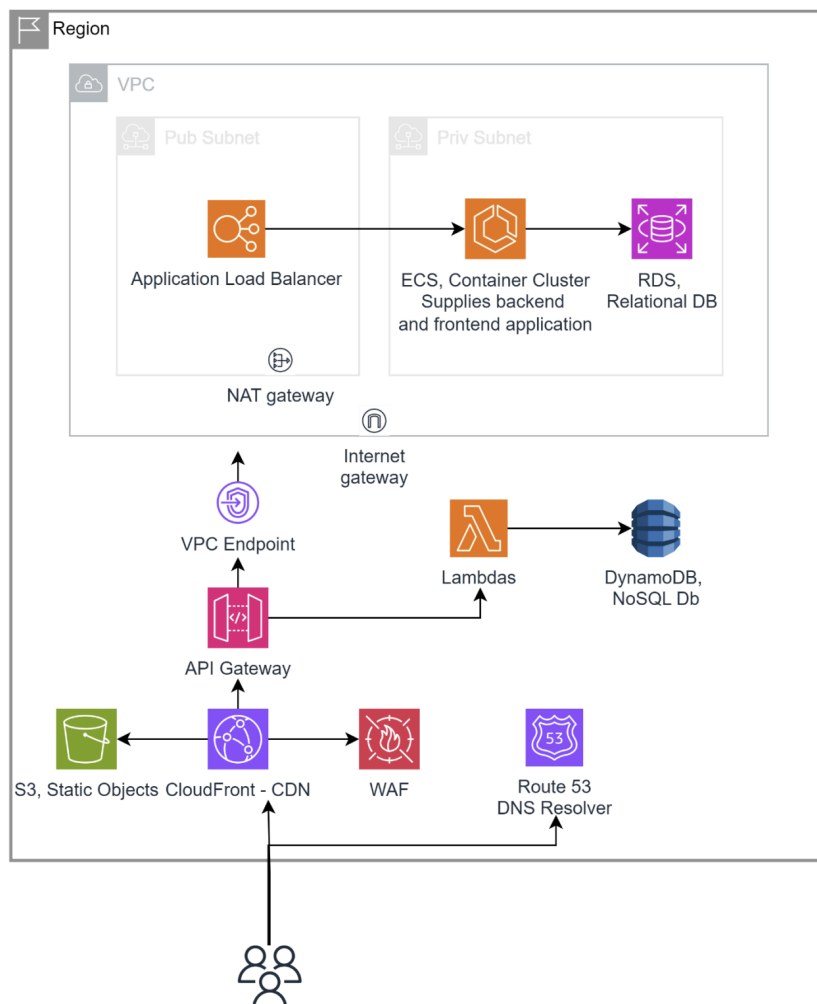 Region
VPC
Pub Subnet
Priv Subnet
Application Load Balancer
ECS, Container Cluster
Supplies backend
and frontend application
RDS,
Relational DB
NAT gateway
Internet
gateway
VPC Endpoint
Lambdas
DynamoDB,
NoSQL Db
</>
API Gateway
53
S3, Static Objects
CloudFront - CDN
WAF
Route 53
DNS Resolver